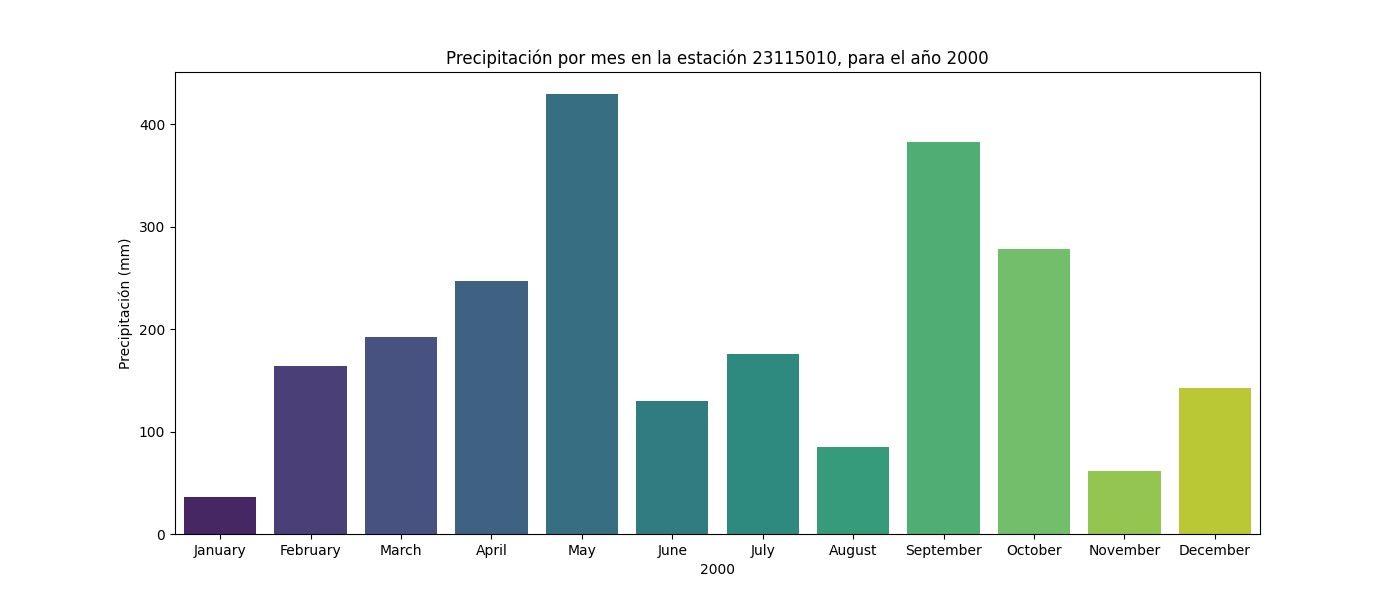 Precipitación por mes en la estación 23115010, para el año 2000
Precipitación (mm)
400
300
200
100
0
January February March April May June July August September October November December
2000